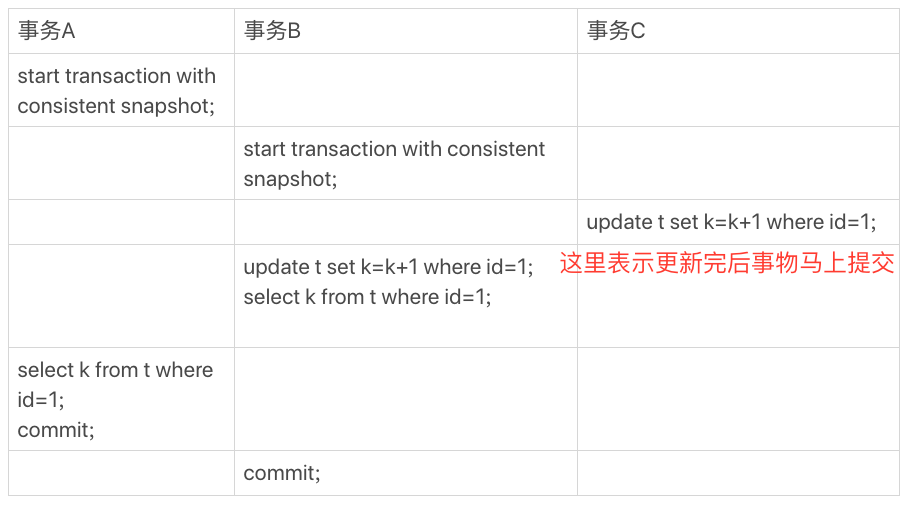 事务A
事务B
事务C
start transaction with
consistent snapshot;
start transaction with consistent
snapshot;
update t set k=k+1 where id=1;
update t set k=k+1 where id=1;
select k from t where id=1;
这里表示更新完后事物马上提交
select k from t where
id=1;
commit;
commit;